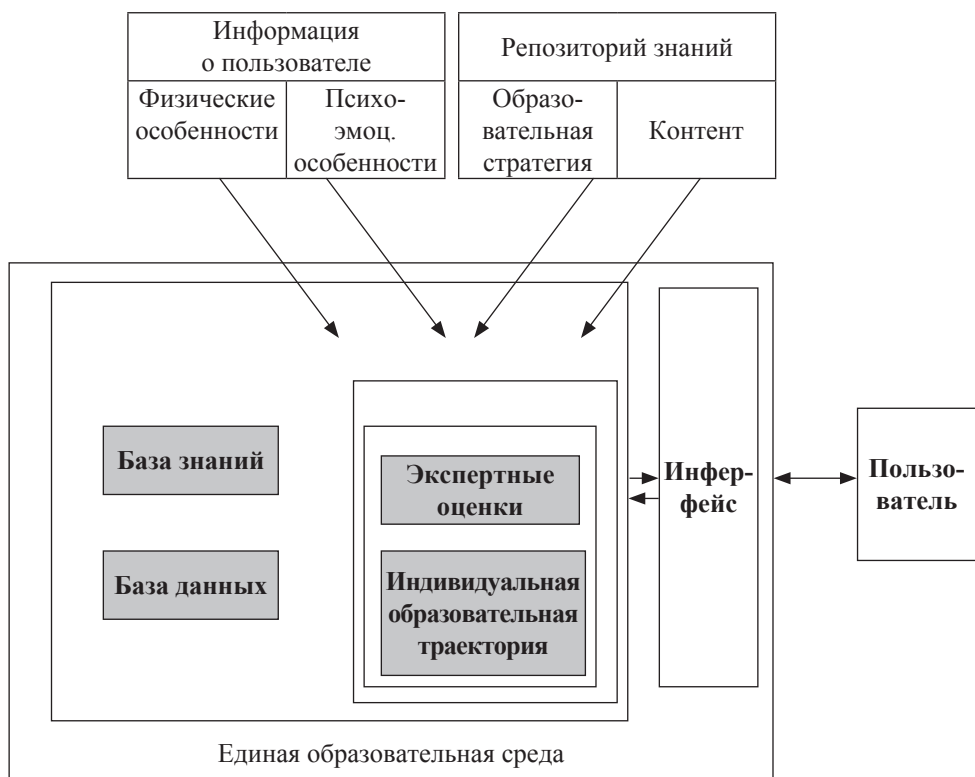 Информация
о пользователе
Физические
особенности
Психо-
эмоц.
особенности
Репозиторий знаний
Образо-
вательная
стратегия
Контент
База знаний
База данных
Экспертные
оценки
Индивидуальная
образовательная
траектория
Инфер-
фейс
Пользо-
ватель
Единая образовательная среда